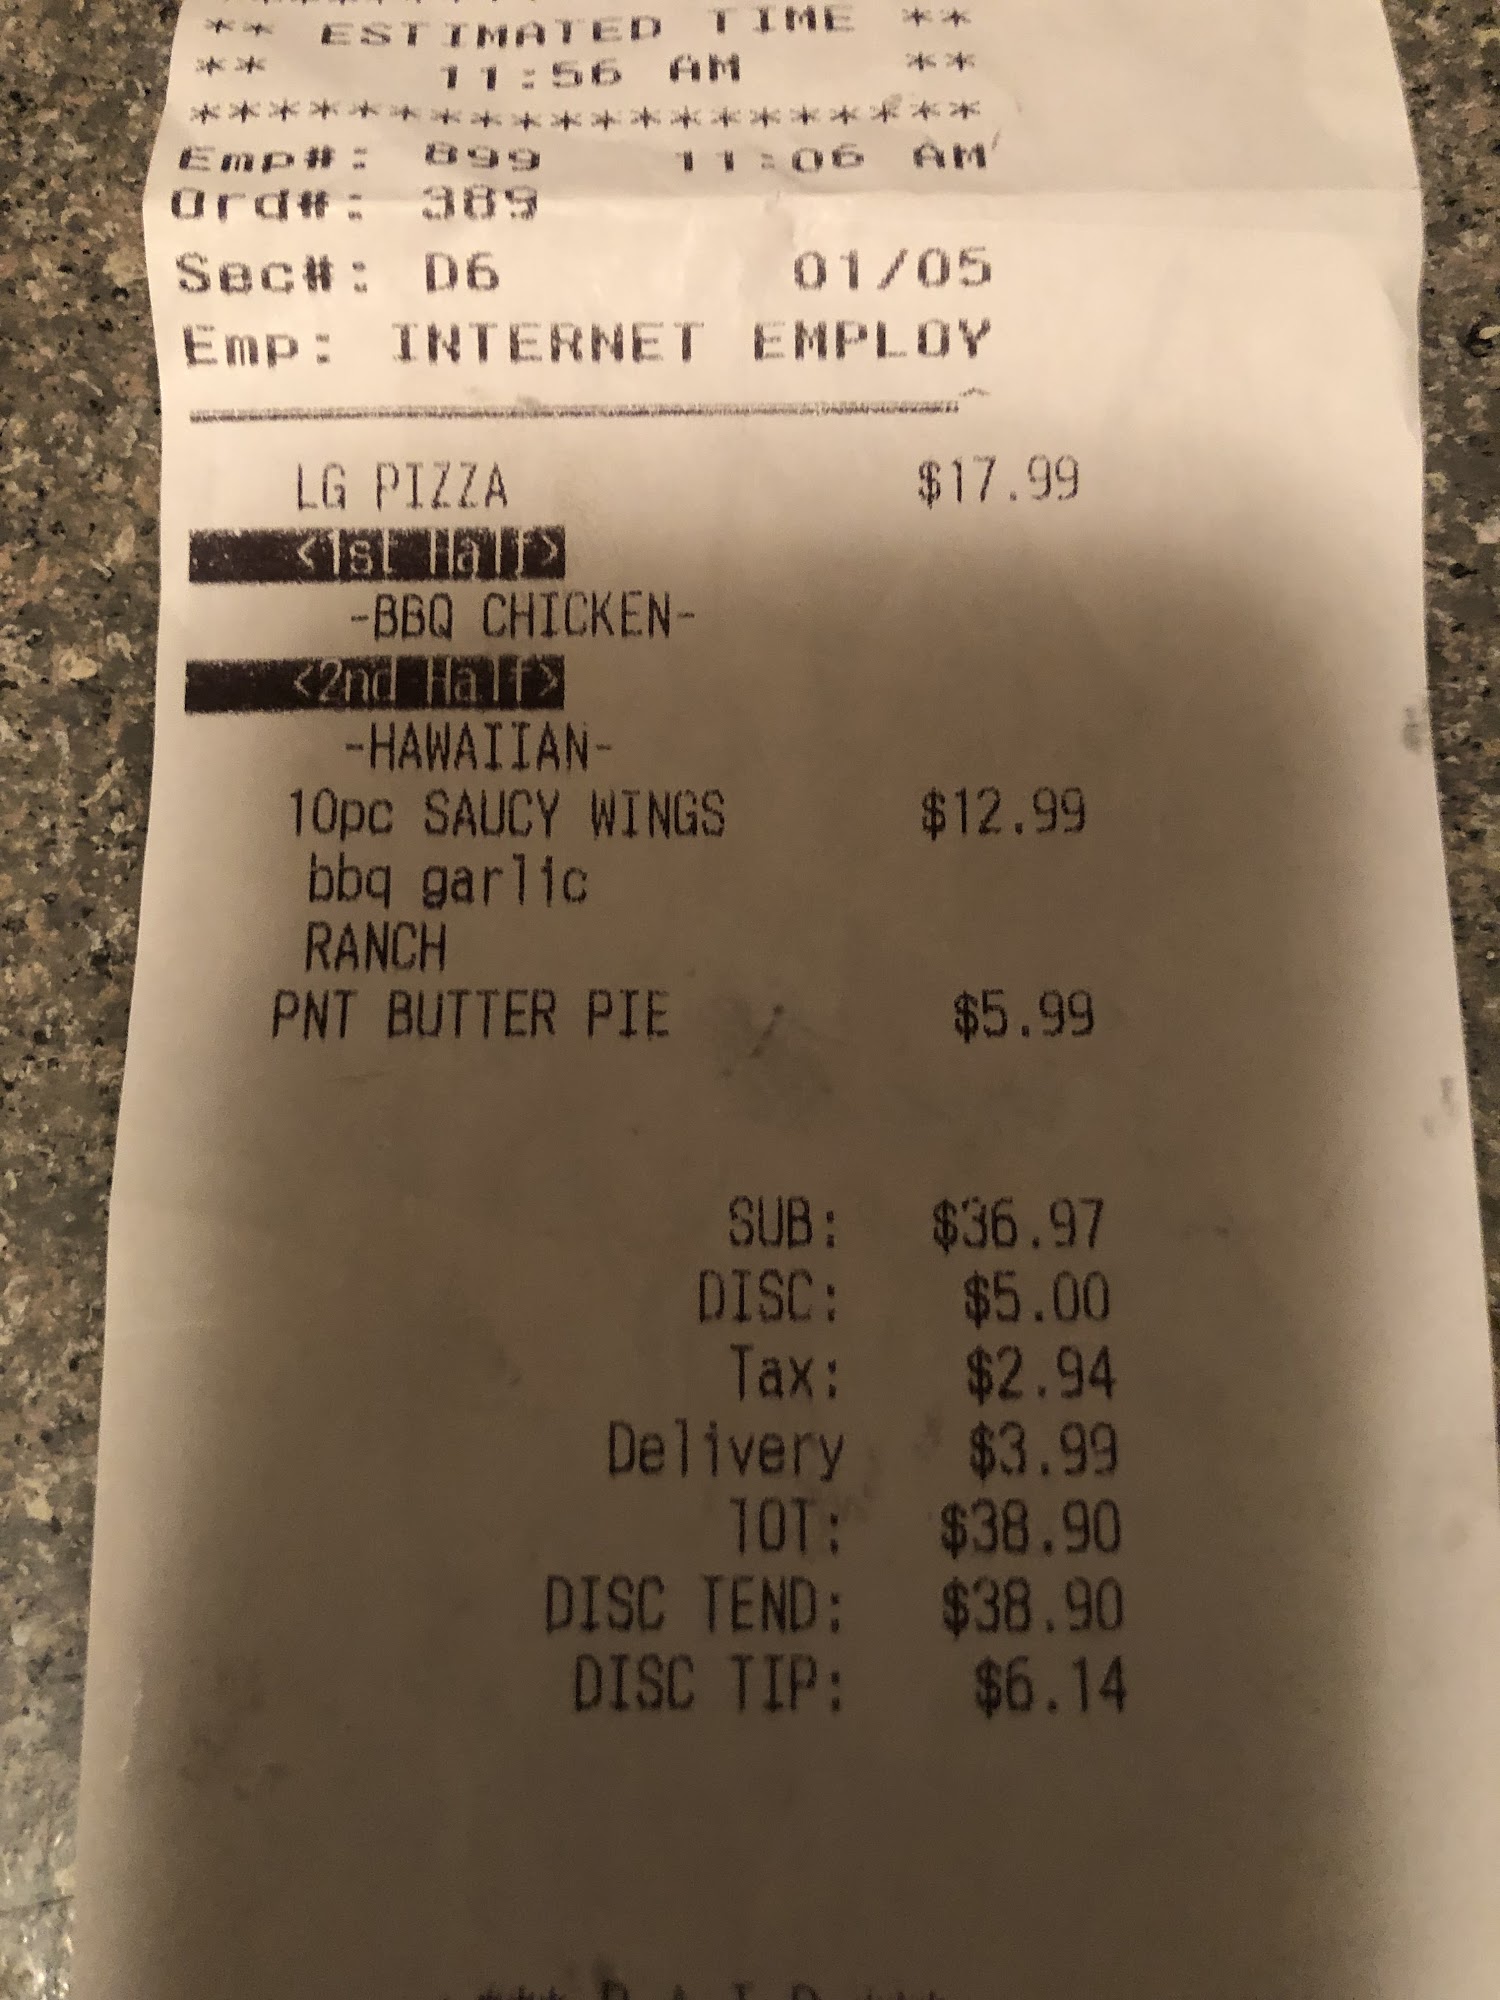 ** ESTIMATED TIME **
** 11:56 AM **
********************
Emp#: 899 11:06 AM
Ord#: 389
Sec#: D6 01/05
Emp: INTERNET EMPLOY
LG PIZZA $17.99
<1st Half>
-BBQ CHICKEN-
<2nd Half>
-HAWAIIAN-
10pc SAUCY WINGS $12.99
bbq garlic
RANCH
PNT BUTTER PIE $5.99
SUB: $36.97
DISC: $5.00
Tax: $2.94
Delivery $3.99
TOT: $38.90
DISC TEND: $38.90
DISC TIP: $6.14